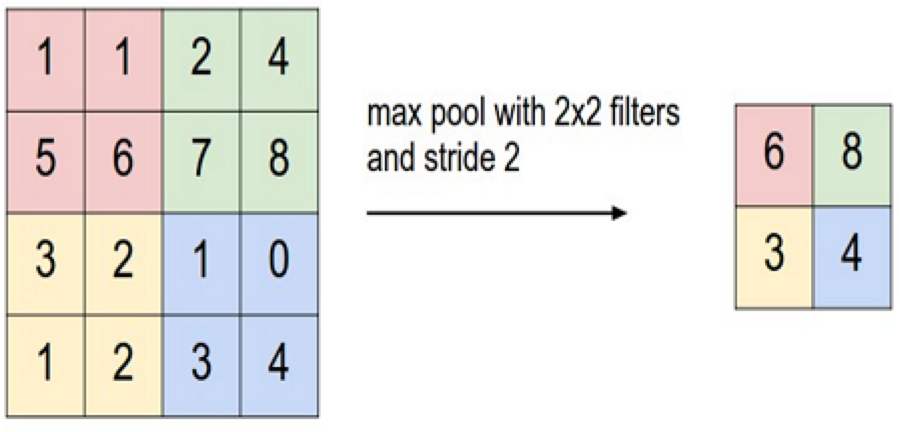 1 1 2 4
5 6 7 8
3 2 1 0
1 2 3 4
max pool with 2x2 filters
and stride 2
6 8
3 4